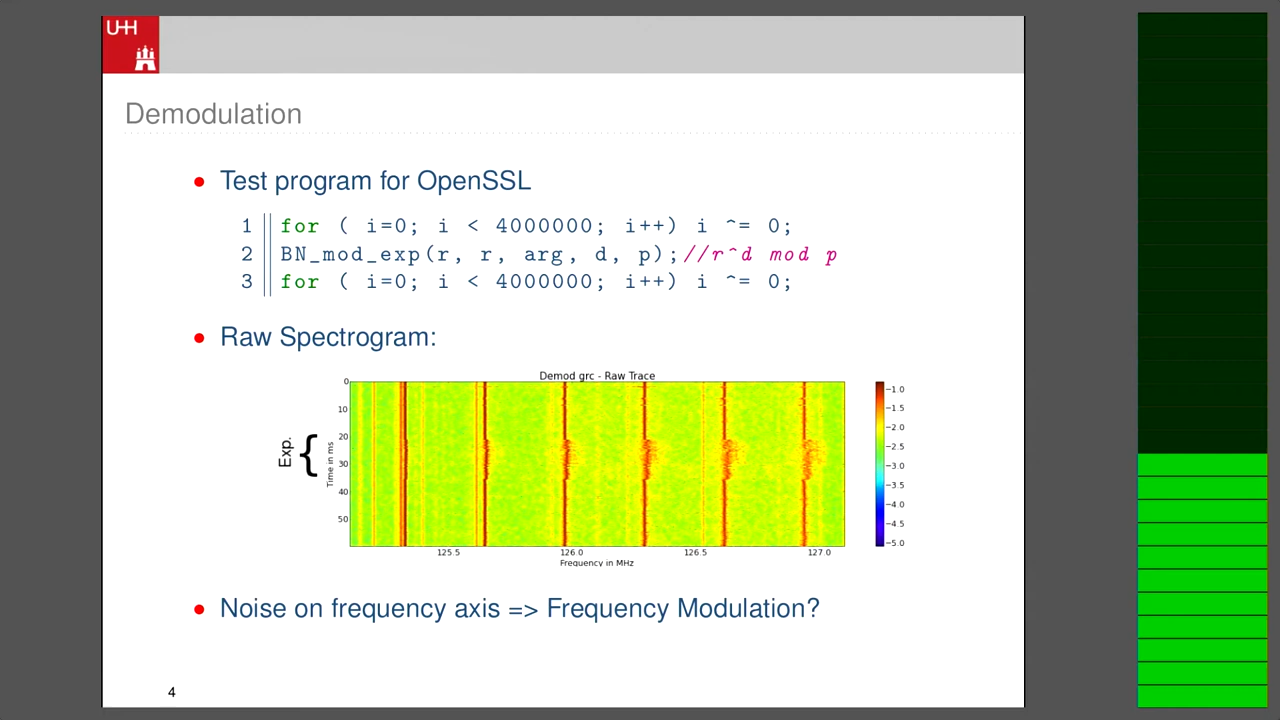 UHH
Demodulation
• Test program for OpenSSL
1 for ( i=0; i < 4000000; i++) i ^= 0;
2 BN_mod_exp(r, r, arg, d, p);//r^d mod p
3 for ( i=0; i < 4000000; i++) i ^= 0;
• Raw Spectrogram:
Demod grc - Raw Trace
Exp. {
Time in ms
0
10
20
30
40
50
125.5 126.0 126.5 127.0
Frequency in MHz
−1.0
−1.5
−2.0
−2.5
−3.0
−3.5
−4.0
−4.5
−5.0
• Noise on frequency axis => Frequency Modulation?
4